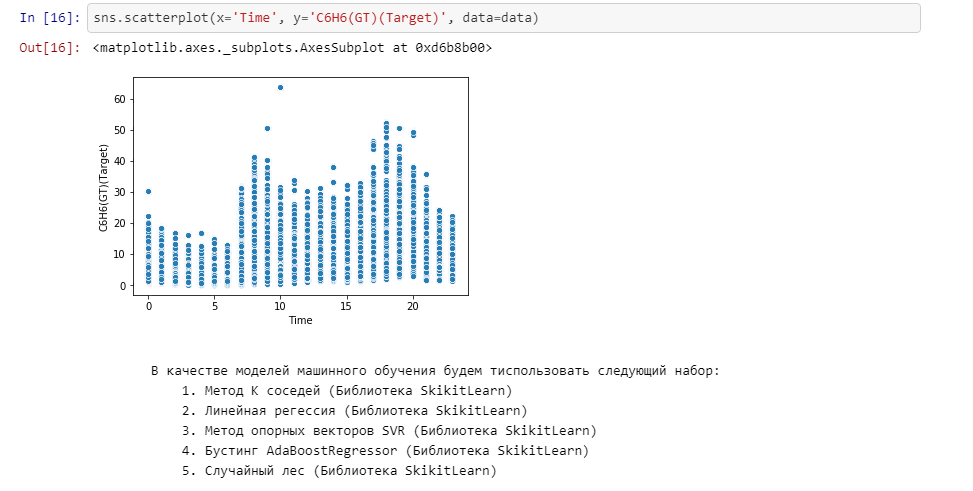 In [16]: sns.scatterplot(x='Time', y='C6H6(GT)(Target)', data=data)
Out[16]: <matplotlib.axes._subplots.AxesSubplot at 0xd6b8b00>
60
50
40
30
20
10
0
C6H6(GT)(Target)
0 5 10 15 20
Time
В качестве моделей машинного обучения будем тиспользовать следующий набор:
1. Метод К соседей (Библиотека SkikitLearn)
2. Линейная регессия (Библиотека SkikitLearn)
3. Метод опорных векторов SVR (Библиотека SkikitLearn)
4. Бустинг AdaBoostRegressor (Библиотека SkikitLearn)
5. Случайный лес (Библиотека SkikitLearn)